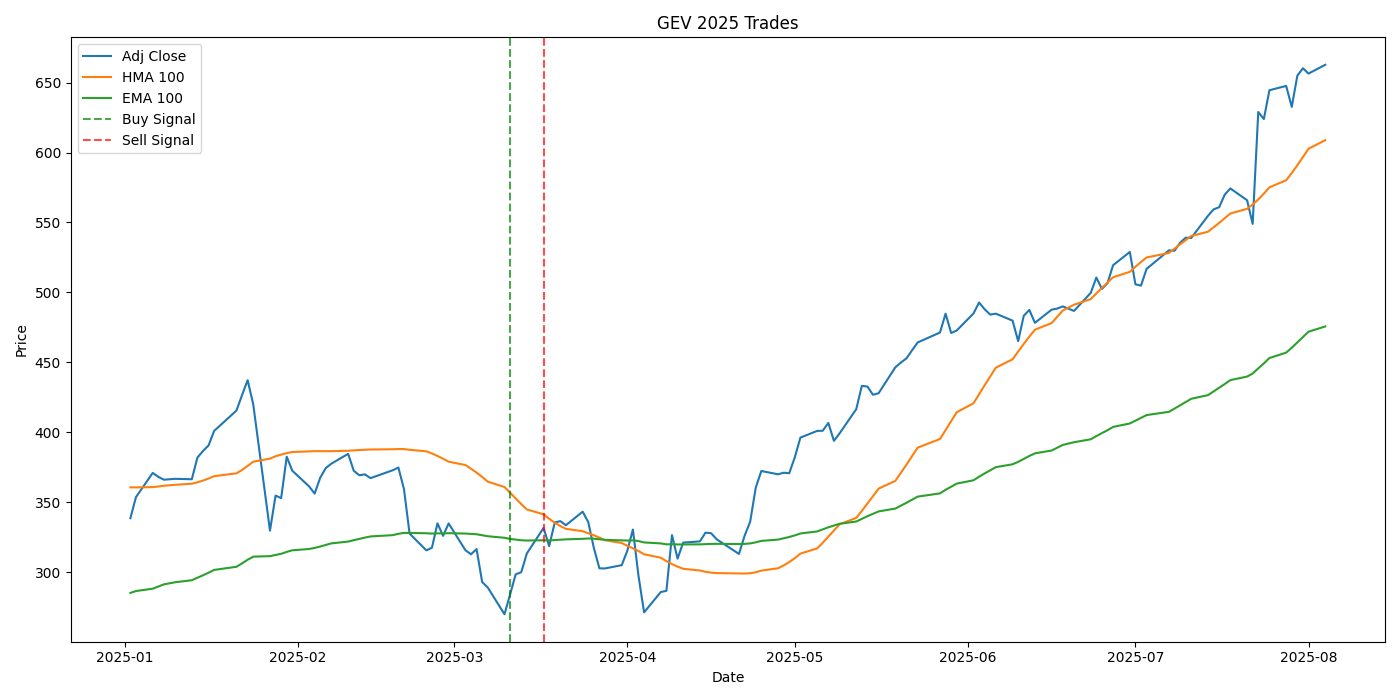 GEV 2025 Trades
Adj Close
HMA 100
EMA 100
Buy Signal
Sell Signal
650
600
550
500
450
400
350
300
Price
2025-01 2025-02 2025-03 2025-04 2025-05 2025-06 2025-07 2025-08
Date